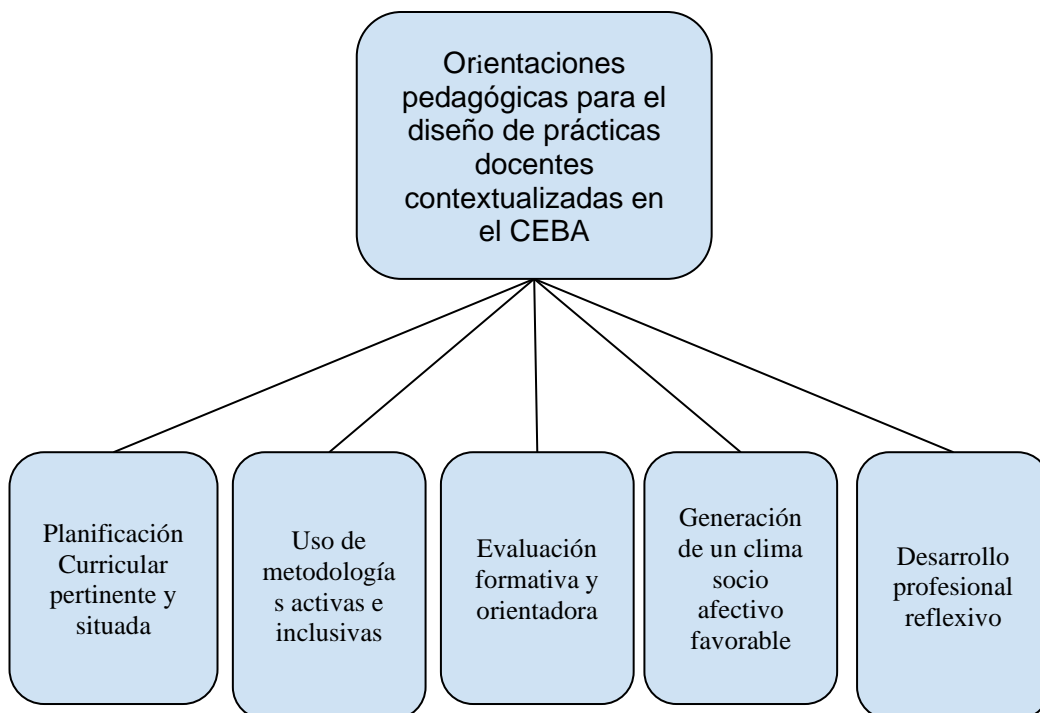 Orientaciones
pedagógicas para el
diseño de prácticas
docentes
contextualizadas en
el CEBA
Planificación
Curricular
pertinente y
situada
Uso de
metodología
s activas e
inclusivas
Evaluación
formativa y
orientadora
Generación
de un clima
socio
afectivo
favorable
Desarrollo
profesional
reflexivo